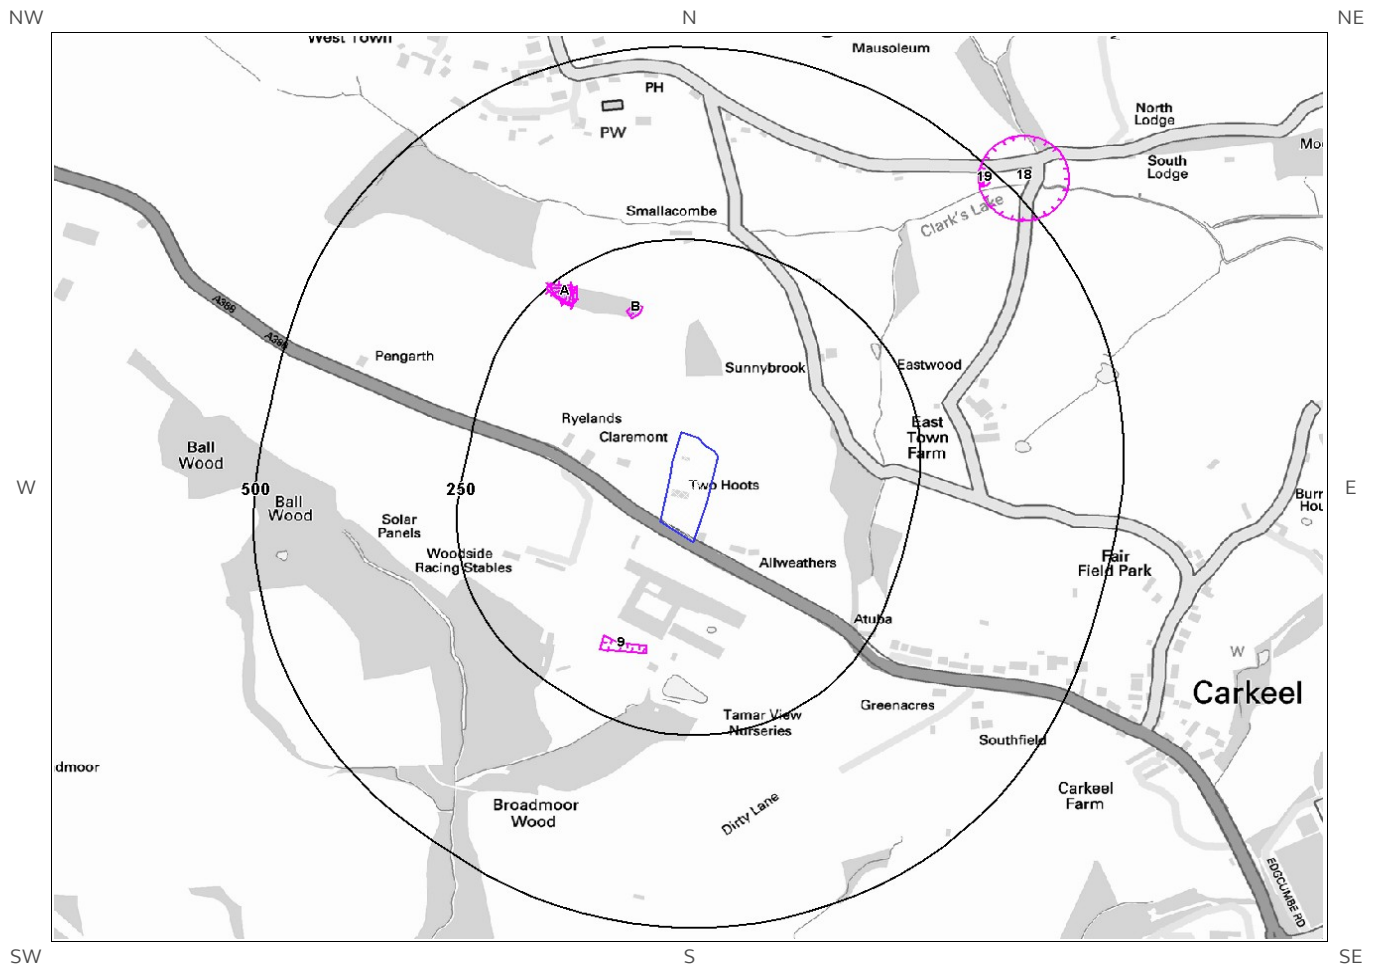 NW
N
NE
West Town
Mausoleum
PH
PW
North
Lodge
South
Lodge
19
18
Smallacombe
Clark's Lake
A
B
A388
Pengarth
Sunnybrook
Eastwood
Ryelands
Claremont
East
Town
Farm
Ball
Wood
W
500
250
Two Hoots
E
Ball
Wood
Solar
Panels
Woodside
Racing Stables
Allweathers
Fair
Field Park
Atuba
9
W
Carkeel
Greenacres
Tamar View
Nurseries
Southfield
dmoor
Broadmoor
Wood
Dirty Lane
Carkeel
Farm
EDGCUMBE RD
SW
S
SE